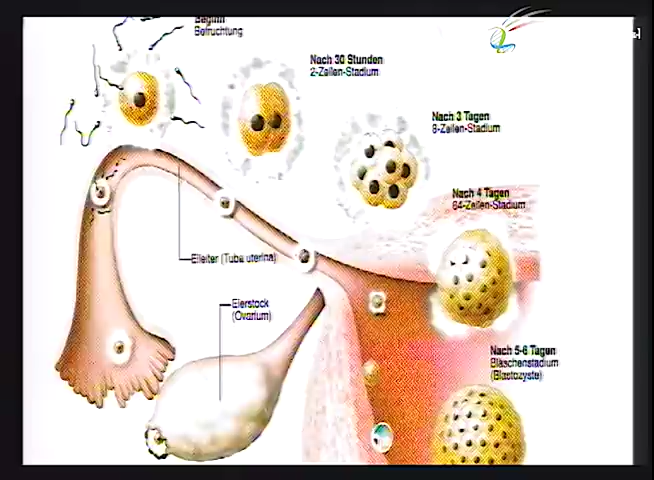 Beginn
Befruchtung
Nach 30 Stunden
2-Zellen-Stadium
Nach 3 Tagen
8-Zellen-Stadium
Nach 4 Tagen
64-Zellen-Stadium
Eileiter (Tuba uterina)
Eierstock
(Ovarium)
Nach 5-6 Tagen
Bläschenstadium
(Blastozyste)